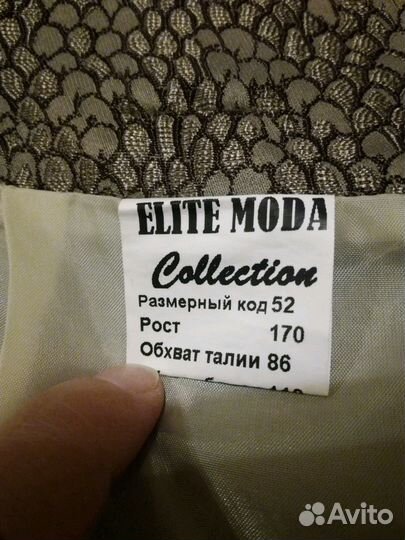 ELITE MODA
Collection
Размерный код 52
Рост 170
Обхват талии 86
Avito